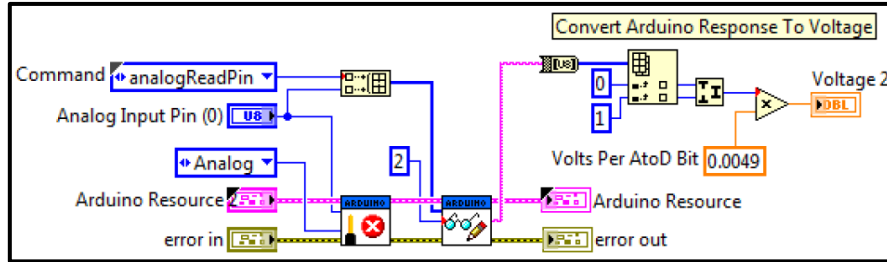 Convert Arduino Response To Voltage
Command
analogReadPin
[U8]
0
Voltage 2
Analog Input Pin (0)
U8
DBL
1
Analog
2
Volts Per AtoD Bit
0.0049
Arduino Resource 2
ARDUINO
ARDUINO
Arduino Resource
error in
error out